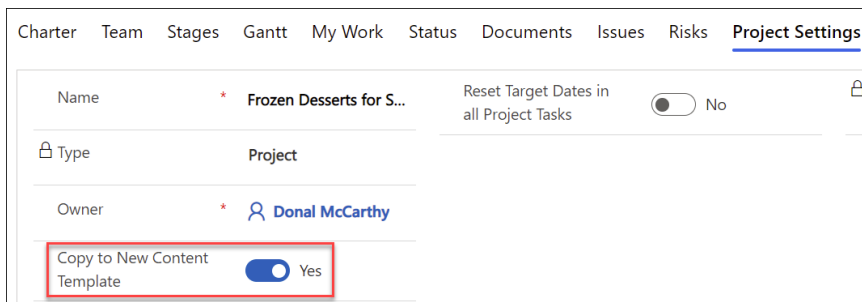 Charter Team Stages Gantt My Work Status Documents Issues Risks Project Settings
Name * Frozen Desserts for S...
Reset Target Dates in
all Project Tasks
No
Type Project
Owner * Donal McCarthy
Copy to New Content
Template
Yes